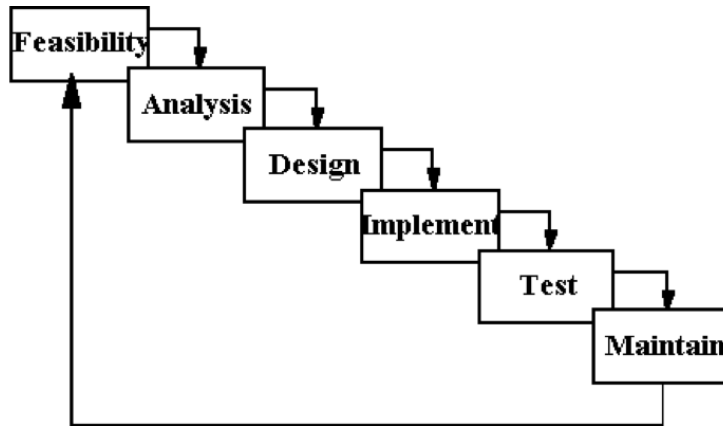 Feasibility
Analysis
Design
Implement
Test
Maintain